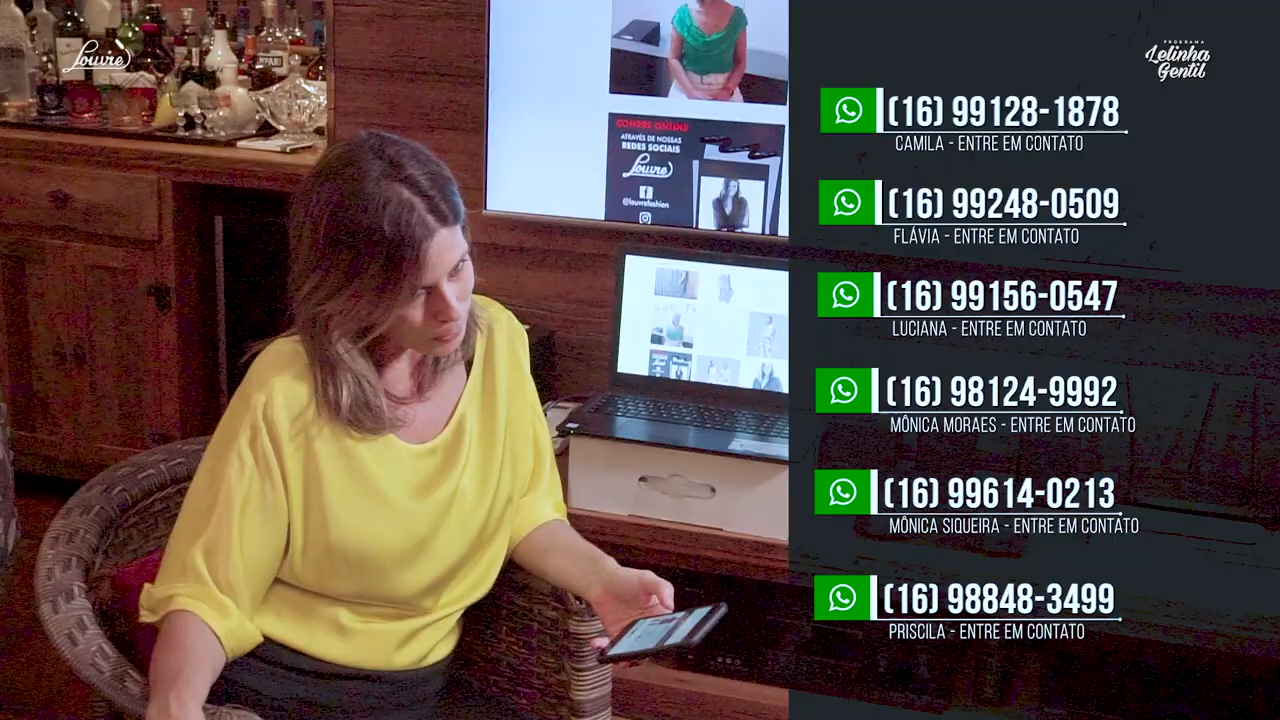 Louvre
PROGRAMA
Lelinha
Gentil
COMPRE ONLINE
ATRAVÉS DE NOSSAS
REDES SOCIAIS
Louvre
@louvrefashion
(16) 99128-1878
CAMILA - ENTRE EM CONTATO
(16) 99248-0509
FLÁVIA - ENTRE EM CONTATO
(16) 99156-0547
LUCIANA - ENTRE EM CONTATO
(16) 98124-9992
MÔNICA MORAES - ENTRE EM CONTATO
(16) 99614-0213
MÔNICA SIQUEIRA - ENTRE EM CONTATO
(16) 98848-3499
PRISCILA - ENTRE EM CONTATO